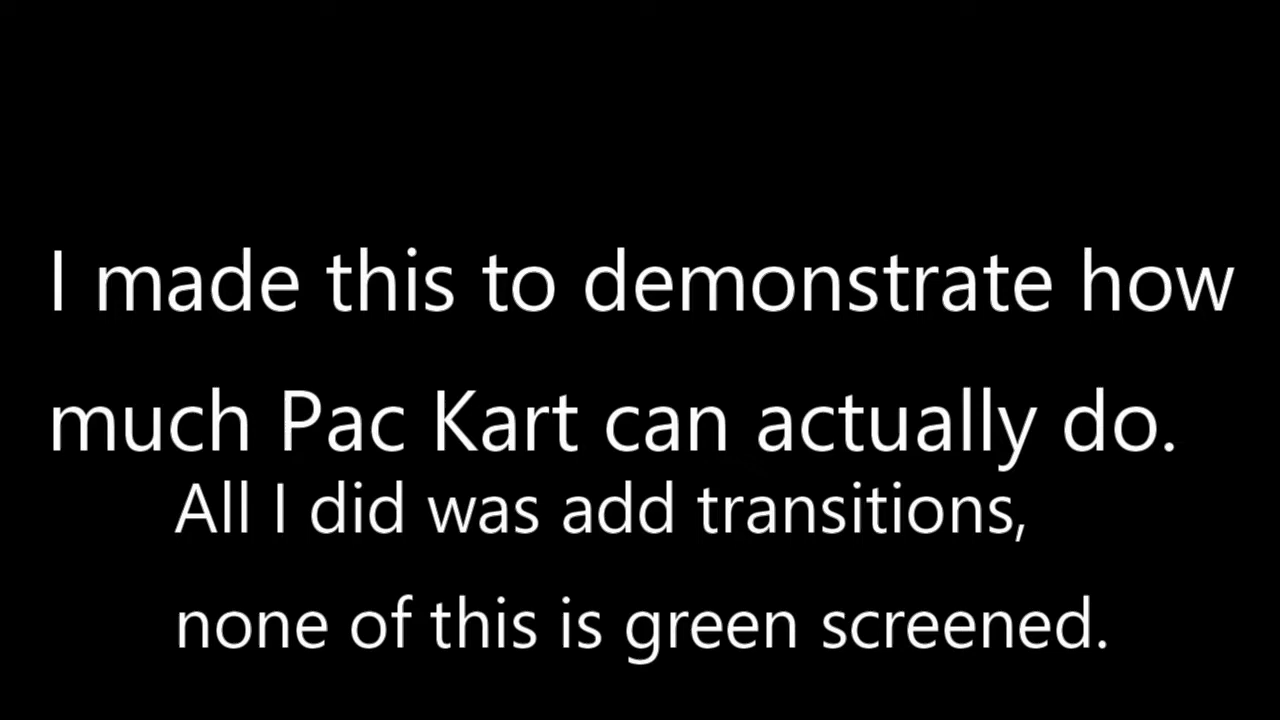 I made this to demonstrate how
much Pac Kart can actually do.
All I did was add transitions,
none of this is green screened.